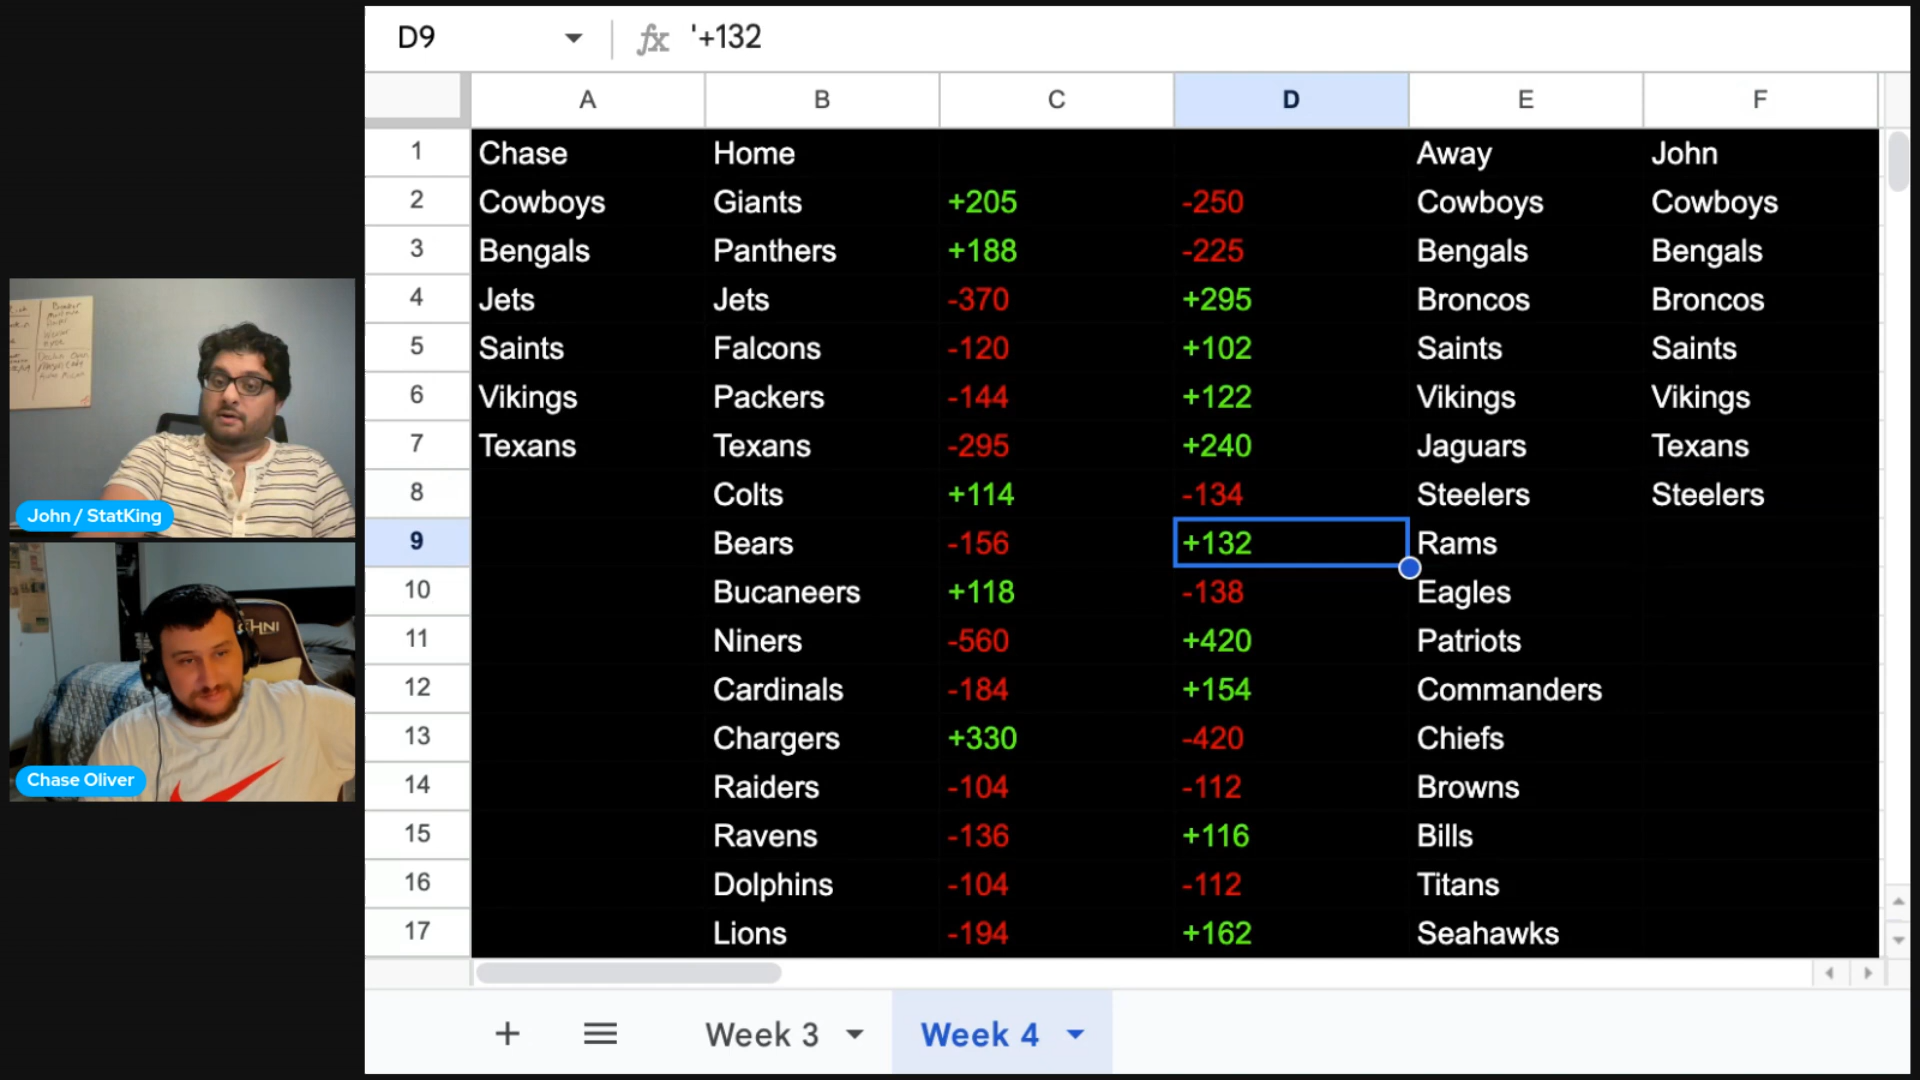 D9 fx '+132
A B C D E F
1 Chase Home Away John
2 Cowboys Giants +205 -250 Cowboys Cowboys
3 Bengals Panthers +188 -225 Bengals Bengals
4 Jets Jets -370 +295 Broncos Broncos
5 Saints Falcons -120 +102 Saints Saints
6 Vikings Packers -144 +122 Vikings Vikings
7 Texans Texans -295 +240 Jaguars Texans
8 Colts +114 -134 Steelers Steelers
9 Bears -156 +132 Rams
10 Bucaneers +118 -138 Eagles
11 Niners -560 +420 Patriots
12 Cardinals -184 +154 Commanders
13 Chargers +330 -420 Chiefs
14 Raiders -104 -112 Browns
15 Ravens -136 +116 Bills
16 Dolphins -104 -112 Titans
17 Lions -194 +162 Seahawks
Week 3 Week 4
John / StatKing
Chase Oliver